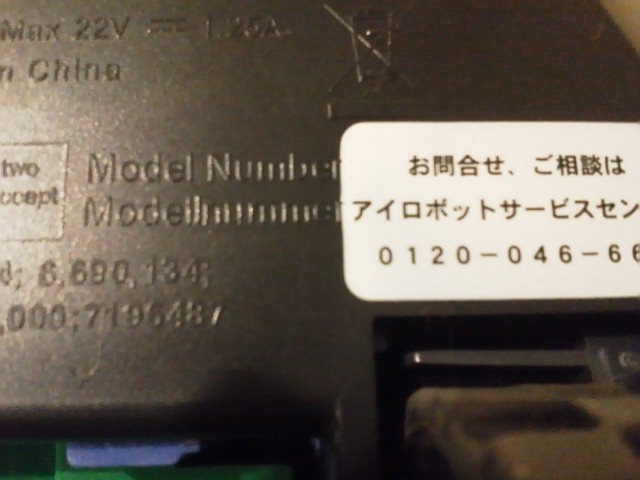 Max 22V ⎓ 1.25A
n China
two
ccept
Model Number
Modellnummer
d; 6,690,134;
,000;7196487
お問合せ、ご相談は
アイロボットサービスセン
0120-046-66